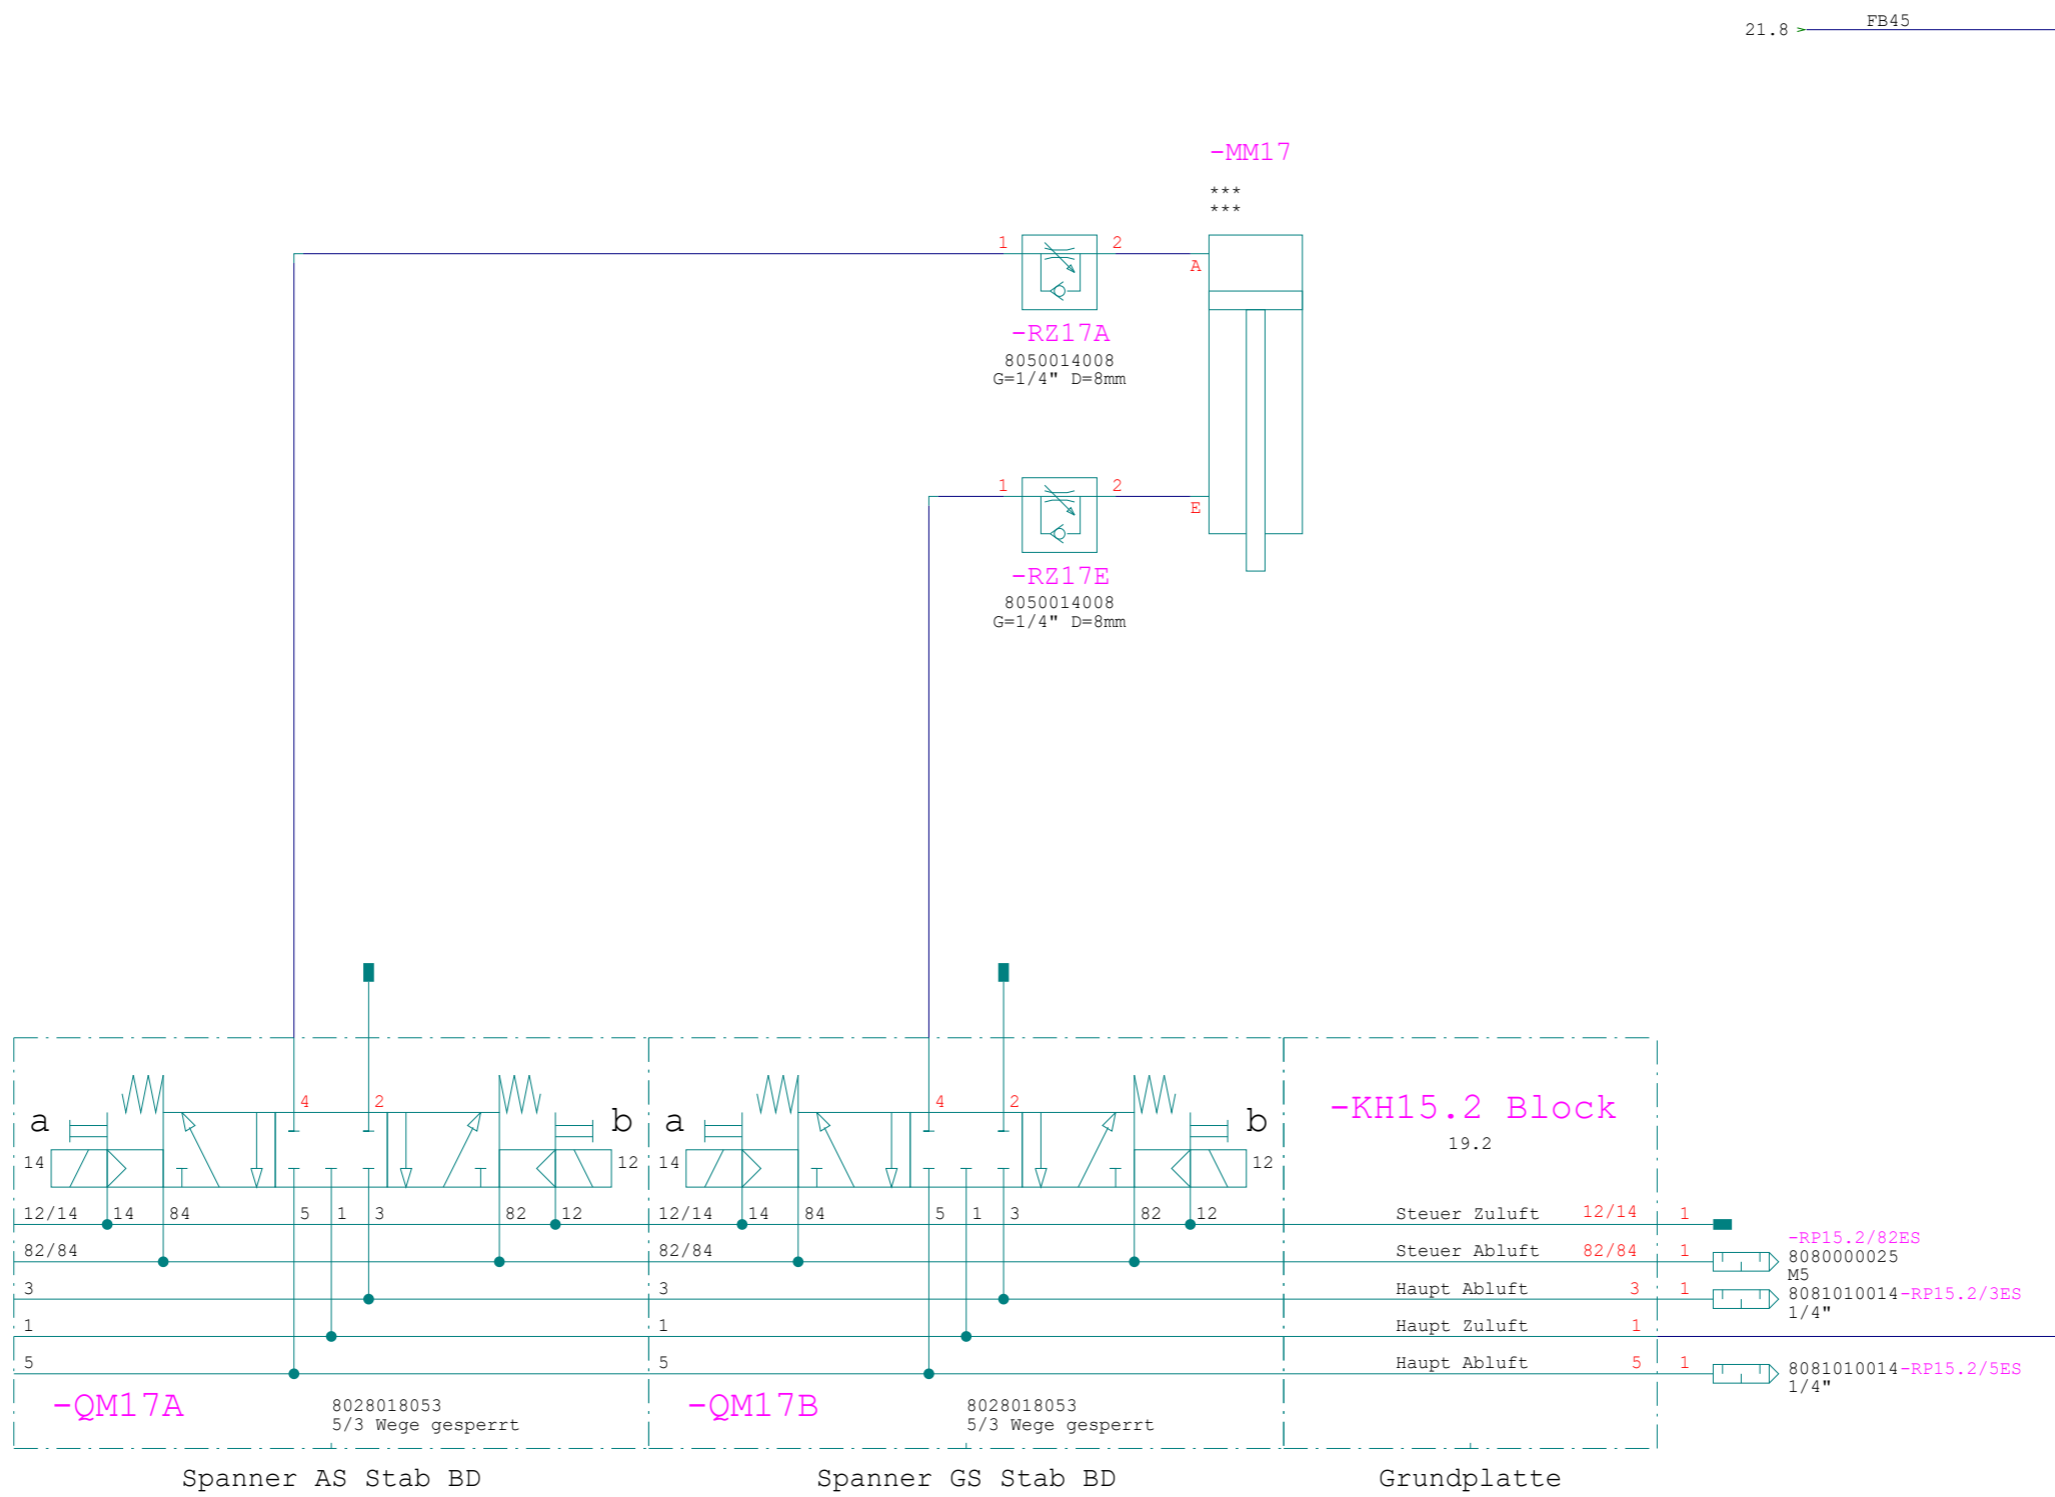 FB45
21.8
-MM17
***
***
1 2
A
-RZ17A
8050014008
G=1/4" D=8mm
1 2
E
-RZ17E
8050014008
G=1/4" D=8mm
4 2 4 2
a b a b
-KH15.2 Block
19.2
14 12 14 12
12/14 14 84 5 1 3 82 12 12/14 14 84 5 1 3 82 12 Steuer Zuluft 12/14 1
-RP15.2/82ES
82/84 82/84 Steuer Abluft 82/84 1 8080000025
M5
3 3 Haupt Abluft 3 1 8081010014-RP15.2/3ES
1/4"
1 1 Haupt Zuluft 1
5 5 Haupt Abluft 5 1 8081010014-RP15.2/5ES
1/4"
-QM17A 8028018053 -QM17B 8028018053
5/3 Wege gesperrt 5/3 Wege gesperrt
Spanner AS Stab BD Spanner GS Stab BD Grundplatte